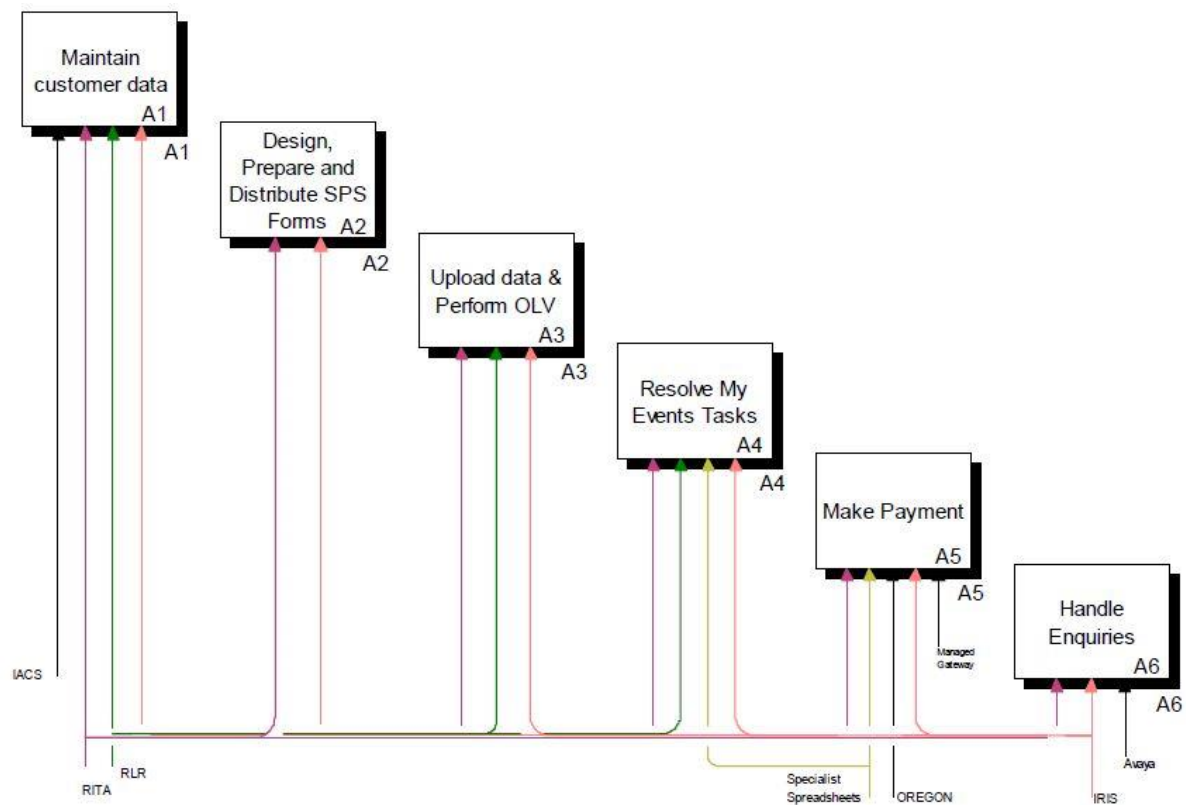 Maintain
customer data
A1
A1
Design,
Prepare and
Distribute SPS
Forms
A2
A2
Upload data &
Perform OLV
A3
A3
Resolve My
Events Tasks
A4
A4
Make Payment
A5
A5
Handle
Enquiries
A6
A6
Managed
Gateway
IACS
RITA
RLR
Specialist
Spreadsheets
OREGON
IRIS
Avaya